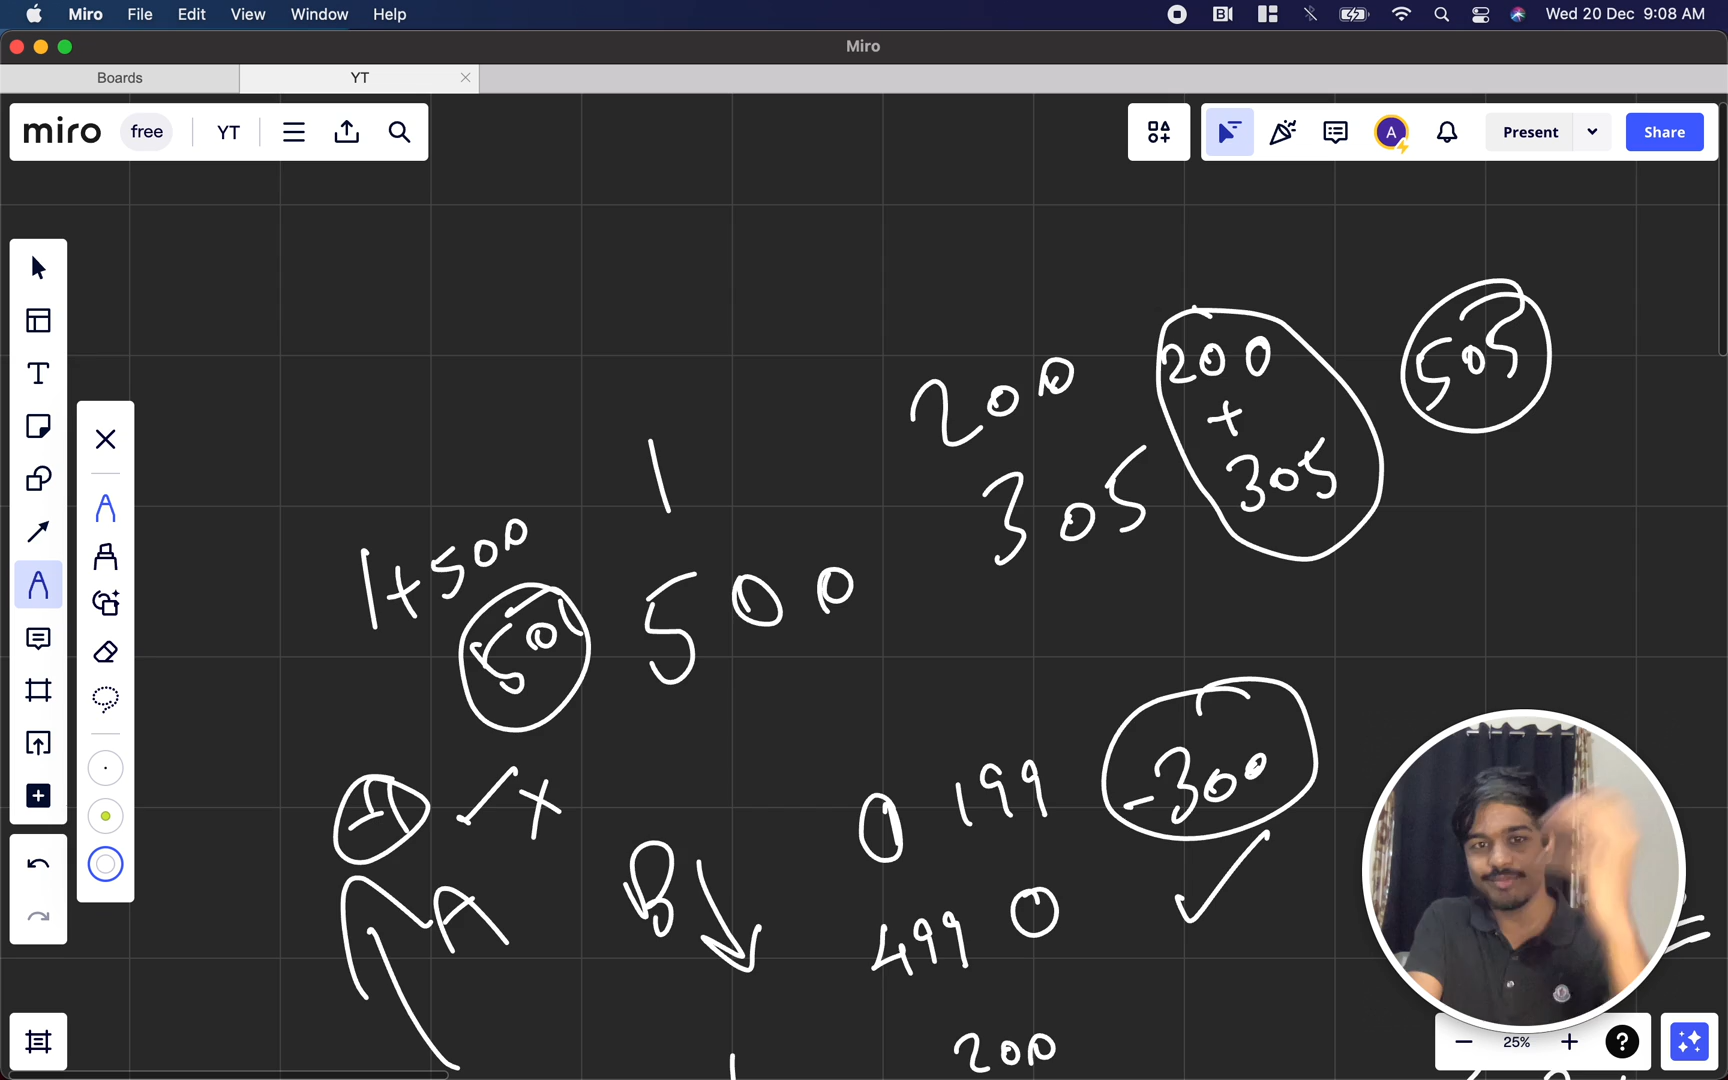 Miro File Edit View Window Help
Wed 20 Dec 9:08 AM
Miro
Boards
YT
miro free YT
A
Present
Share
505
200
+
305
200
305
1
1+500
501
500
-300
0 199
A
B
499 0
200
25%
?